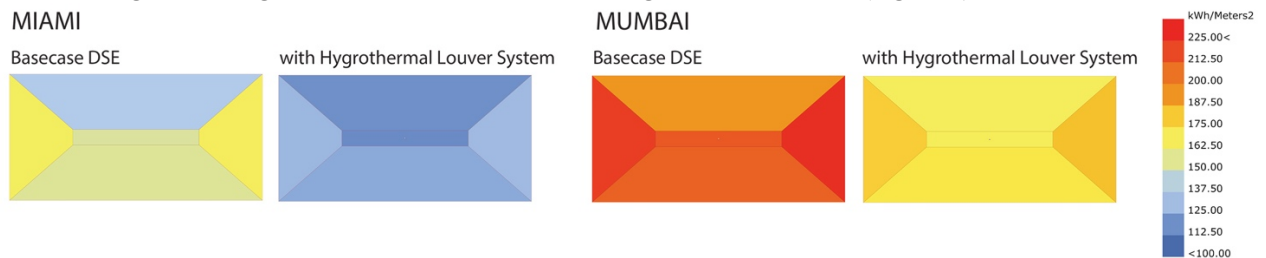 MIAMI
Basecase DSE
with Hygrothermal Louver System
MUMBAI
Basecase DSE
with Hygrothermal Louver System
kWh/Meters2
225.00<
212.50
200.00
187.50
175.00
162.50
150.00
137.50
125.00
112.50
<100.00